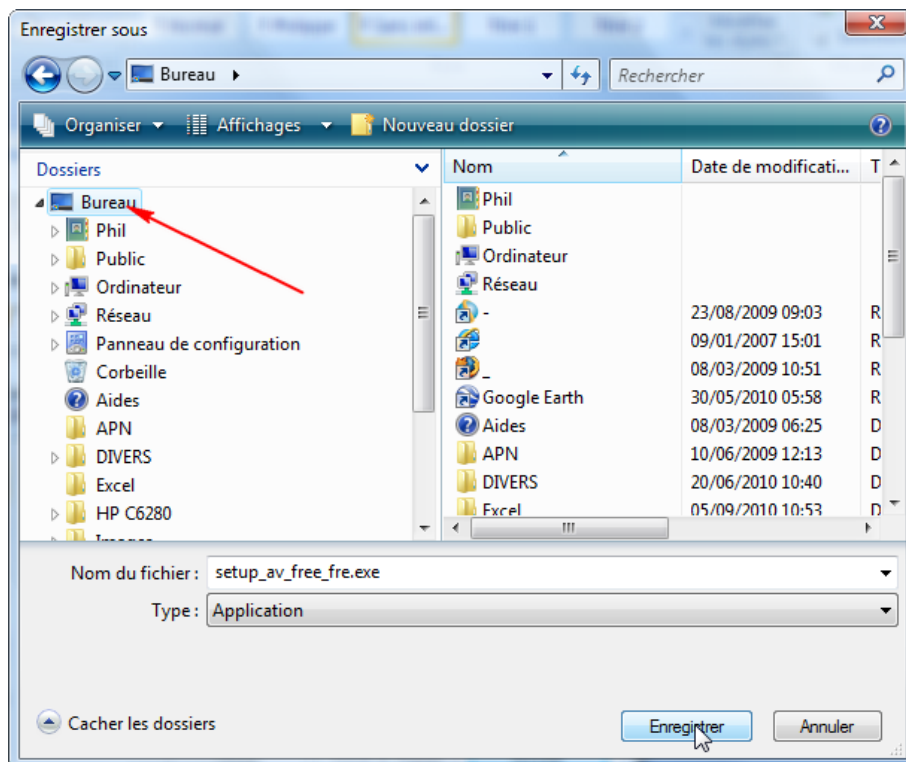 Enregistrer sous
Bureau
Rechercher
Organiser Affichages Nouveau dossier
Dossiers
Bureau
Phil
Public
Ordinateur
Réseau
Panneau de configuration
Corbeille
Aides
APN
DIVERS
Excel
HP C6280
Images
Nom Date de modificati... T
Phil
Public
Ordinateur
Réseau
- 23/08/2009 09:03 R
09/01/2007 15:01 R
_ 08/03/2009 10:51 R
Google Earth 30/05/2010 05:58 R
Aides 08/03/2009 06:25 D
APN 10/06/2009 12:13 D
DIVERS 20/06/2010 10:40 D
Excel 05/09/2010 10:53 D
Nom du fichier : setup_av_free_fre.exe
Type : Application
Cacher les dossiers
Enregistrer Annuler